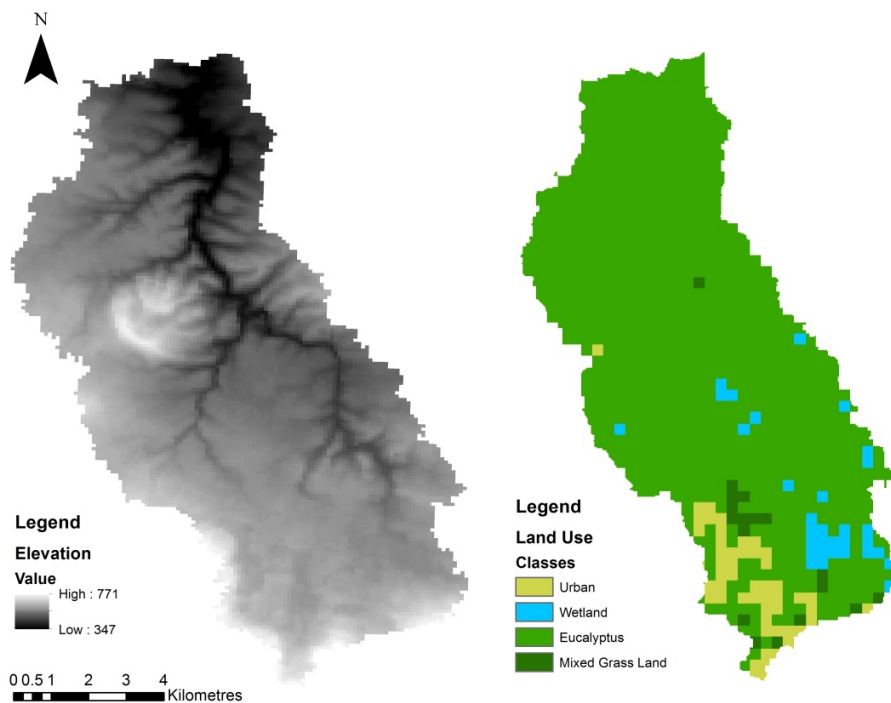 N
Legend
Elevation
Value
High : 771
Low : 347
0 0.5 1 2 3 4
Kilometres
Legend
Land Use
Classes
Urban
Wetland
Eucalyptus
Mixed Grass Land